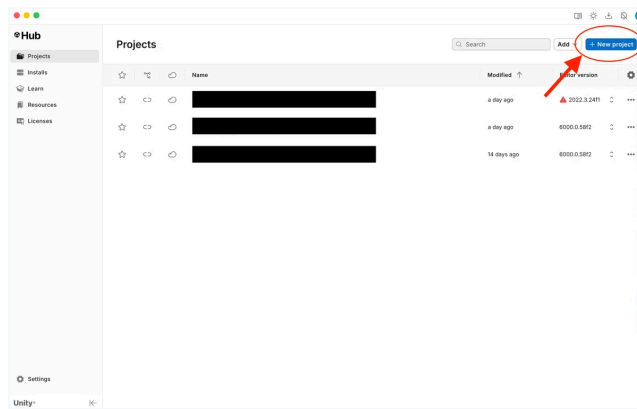 Hub
Projects
Installs
Learn
Resources
Licenses
Settings
Unity
Projects
Search
Add
+ New project
Name
Modified ↑
Editor version
a day ago
2022.3.24f1
a day ago
6000.0.58f2
14 days ago
6000.0.58f2